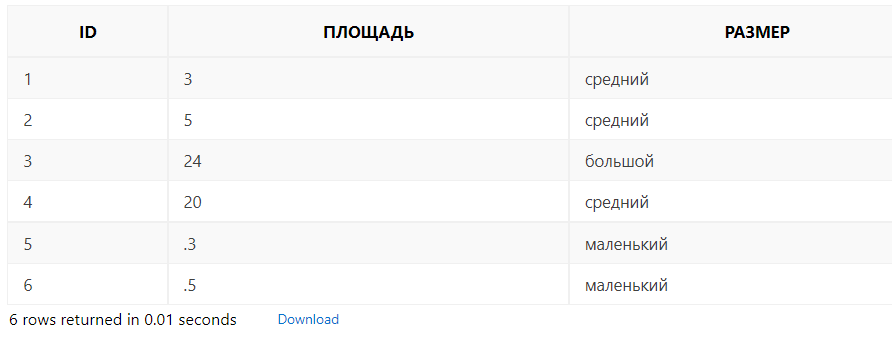 ID ПЛОЩАДЬ РАЗМЕР
1 3 средний
2 5 средний
3 24 большой
4 20 средний
5 .3 маленький
6 .5 маленький
6 rows returned in 0.01 seconds Download